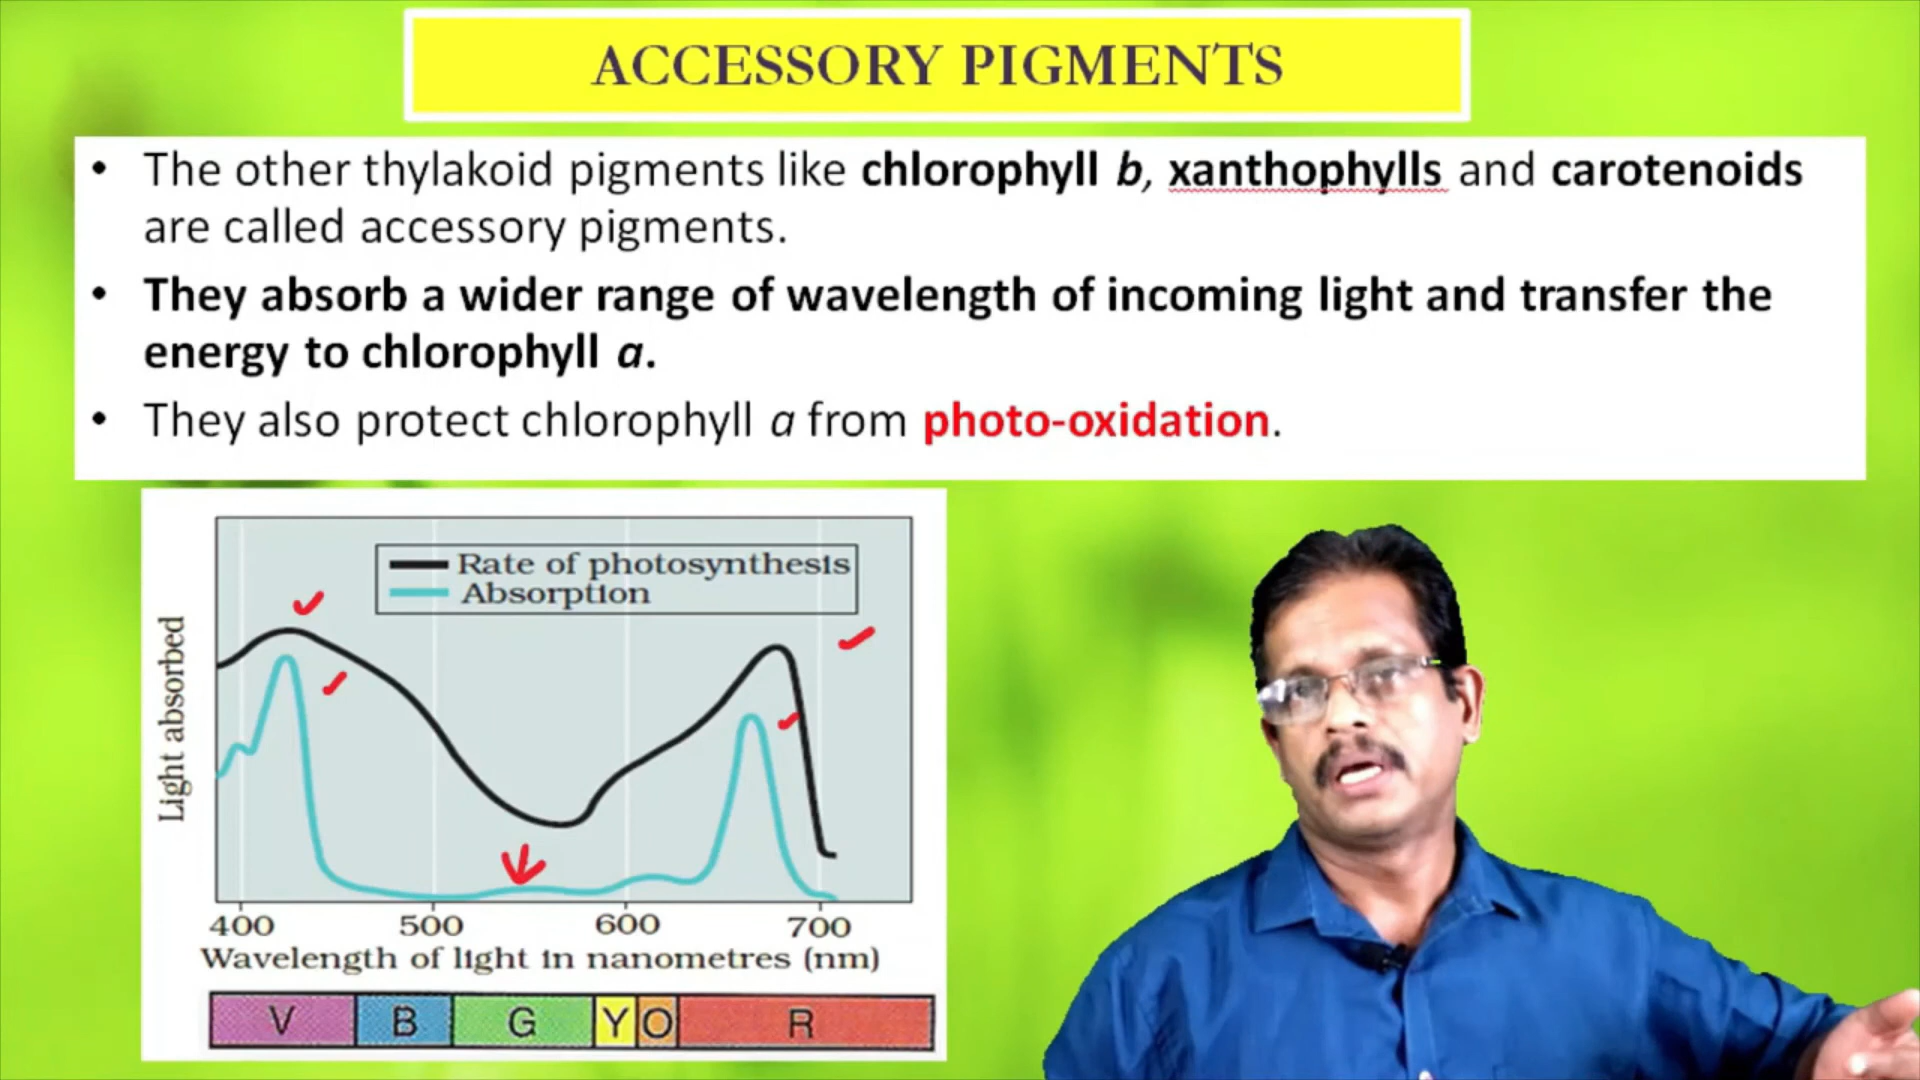 ACCESSORY PIGMENTS
• The other thylakoid pigments like chlorophyll b, xanthophylls and carotenoids
are called accessory pigments.
• They absorb a wider range of wavelength of incoming light and transfer the
energy to chlorophyll a.
• They also protect chlorophyll a from photo-oxidation.
Rate of photosynthesis
Absorption
Light absorbed
400 500 600 700
Wavelength of light in nanometres (nm)
V B G Y O R